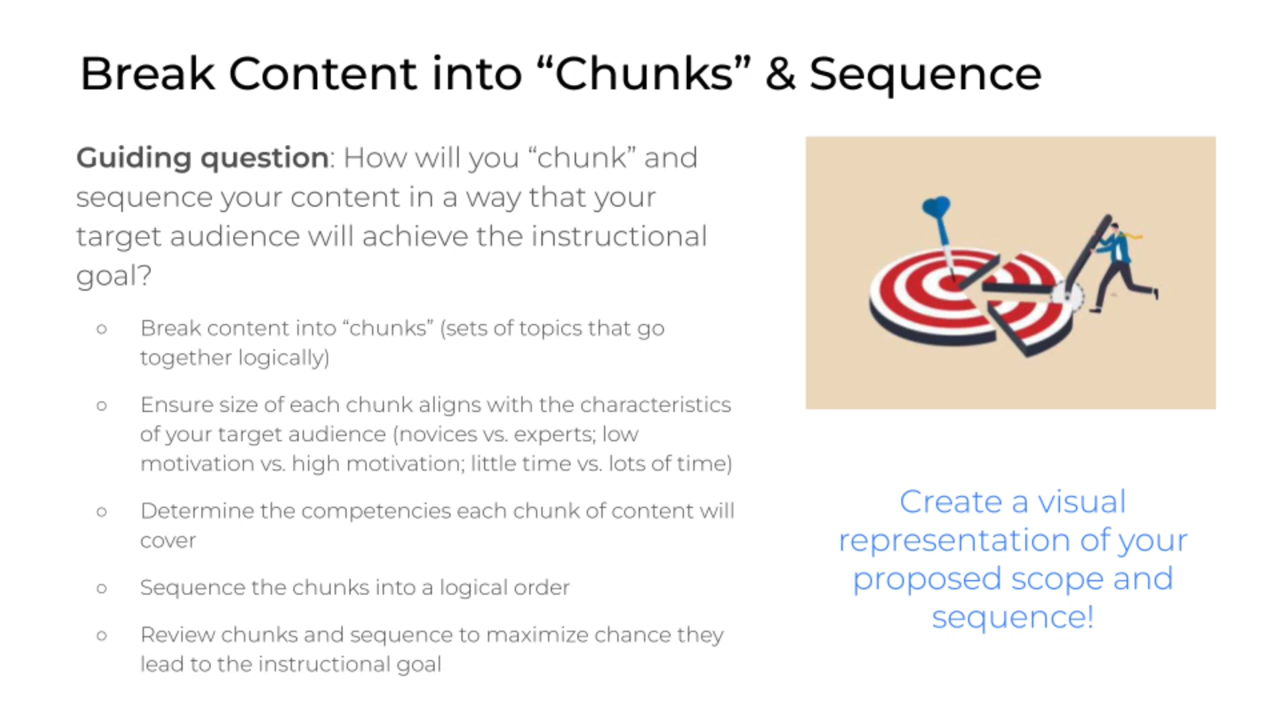 Break Content into “Chunks” & Sequence
Guiding question: How will you “chunk” and
sequence your content in a way that your
target audience will achieve the instructional
goal?
○ Break content into “chunks” (sets of topics that go
together logically)
○ Ensure size of each chunk aligns with the characteristics
of your target audience (novices vs. experts; low
motivation vs. high motivation; little time vs. lots of time)
○ Determine the competencies each chunk of content will
cover
○ Sequence the chunks into a logical order
○ Review chunks and sequence to maximize chance they
lead to the instructional goal
Create a visual
representation of your
proposed scope and
sequence!